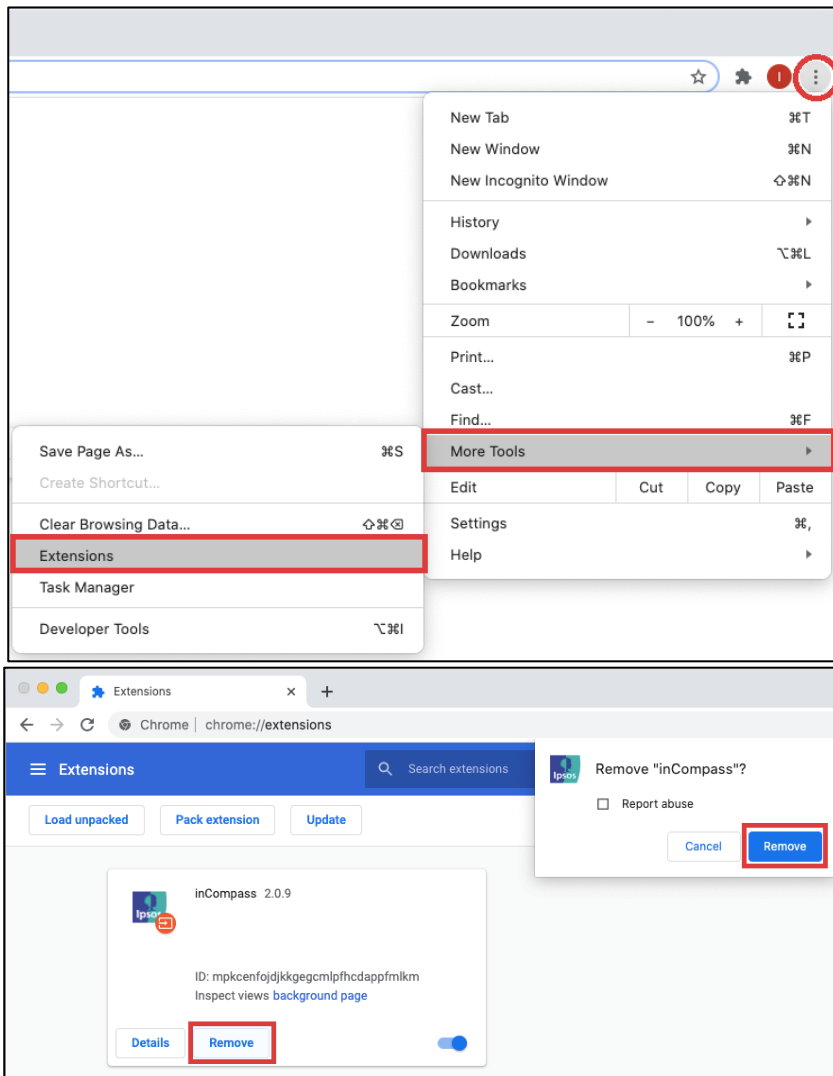 I
New Tab ⌘T
New Window ⌘N
New Incognito Window ⇧⌘N
History
Downloads ⌥⌘L
Bookmarks
Zoom - 100% +
Print... ⌘P
Cast...
Find... ⌘F
More Tools
Edit Cut Copy Paste
Settings ⌘,
Help
Save Page As... ⌘S
Create Shortcut...
Clear Browsing Data... ⇧⌘⌫
Extensions
Task Manager
Developer Tools ⌥⌘I
Extensions × +
Chrome | chrome://extensions
Extensions Search extensions
Load unpacked Pack extension Update
Ipsos Remove "inCompass"?
Report abuse
Cancel Remove
inCompass 2.0.9
Ipsos
ID: mpkcenfojdjkkgegcmlpfhcdappfmlkm
Inspect views background page
Details Remove